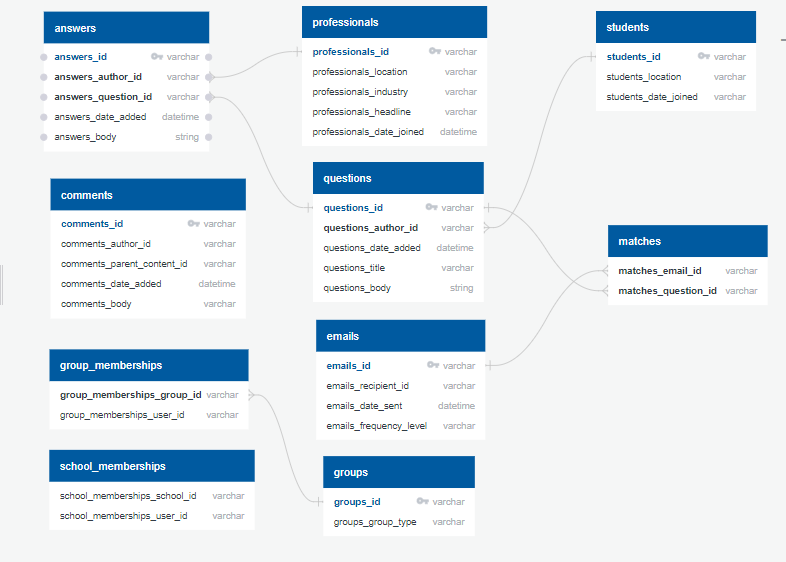 answers
answers_id varchar
answers_author_id varchar
answers_question_id varchar
answers_date_added datetime
answers_body string
professionals
professionals_id varchar
professionals_location varchar
professionals_industry varchar
professionals_headline varchar
professionals_date_joined datetime
students
students_id varchar
students_location varchar
students_date_joined varchar
comments
comments_id varchar
comments_author_id varchar
comments_parent_content_id varchar
comments_date_added datetime
comments_body varchar
questions
questions_id varchar
questions_author_id varchar
questions_date_added datetime
questions_title varchar
questions_body string
matches
matches_email_id varchar
matches_question_id varchar
group_memberships
group_memberships_group_id varchar
group_memberships_user_id varchar
emails
emails_id varchar
emails_recipient_id varchar
emails_date_sent datetime
emails_frequency_level varchar
school_memberships
school_memberships_school_id varchar
school_memberships_user_id varchar
groups
groups_id varchar
groups_group_type varchar